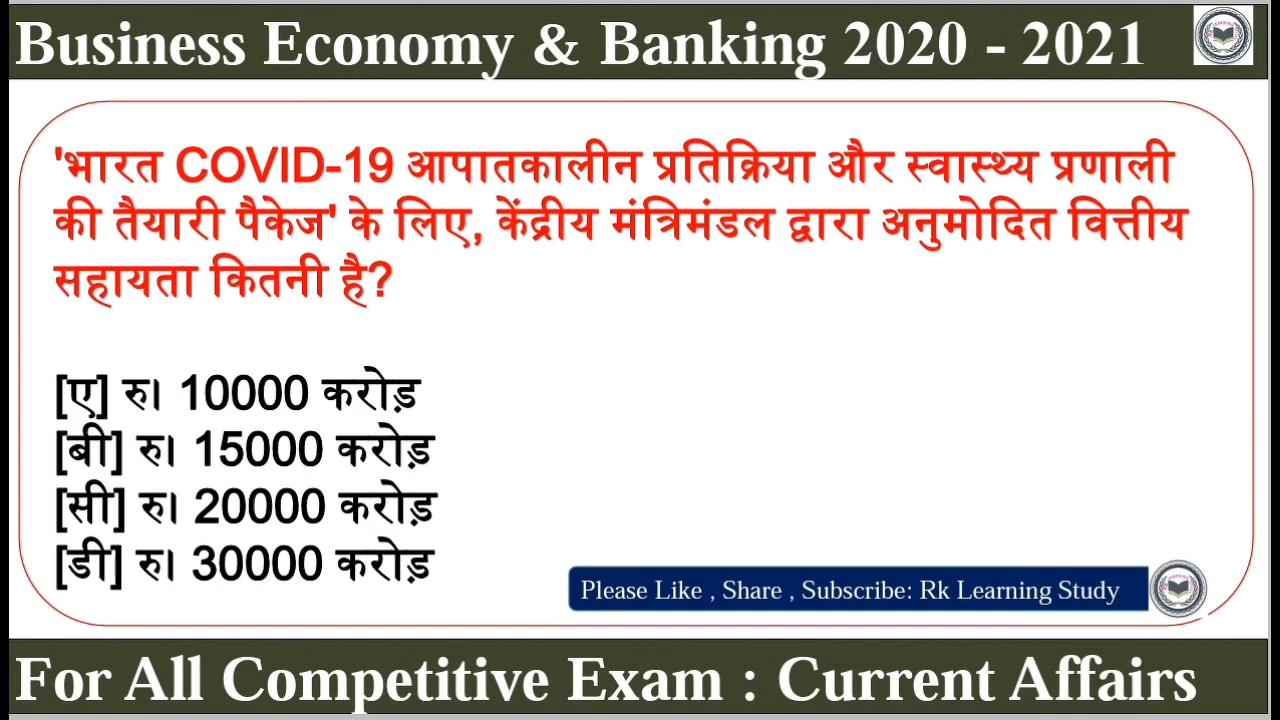 Business Economy & Banking 2020 - 2021
'भारत COVID-19 आपातकालीन प्रतिक्रिया और स्वास्थ्य प्रणाली
की तैयारी पैकेज' के लिए, केंद्रीय मंत्रिमंडल द्वारा अनुमोदित वित्तीय
सहायता कितनी है?
[ए] रु। 10000 करोड़
[बी] रु। 15000 करोड़
[सी] रु। 20000 करोड़
[डी] रु। 30000 करोड़
Please Like , Share , Subscribe: Rk Learning Study
For All Competitive Exam : Current Affairs